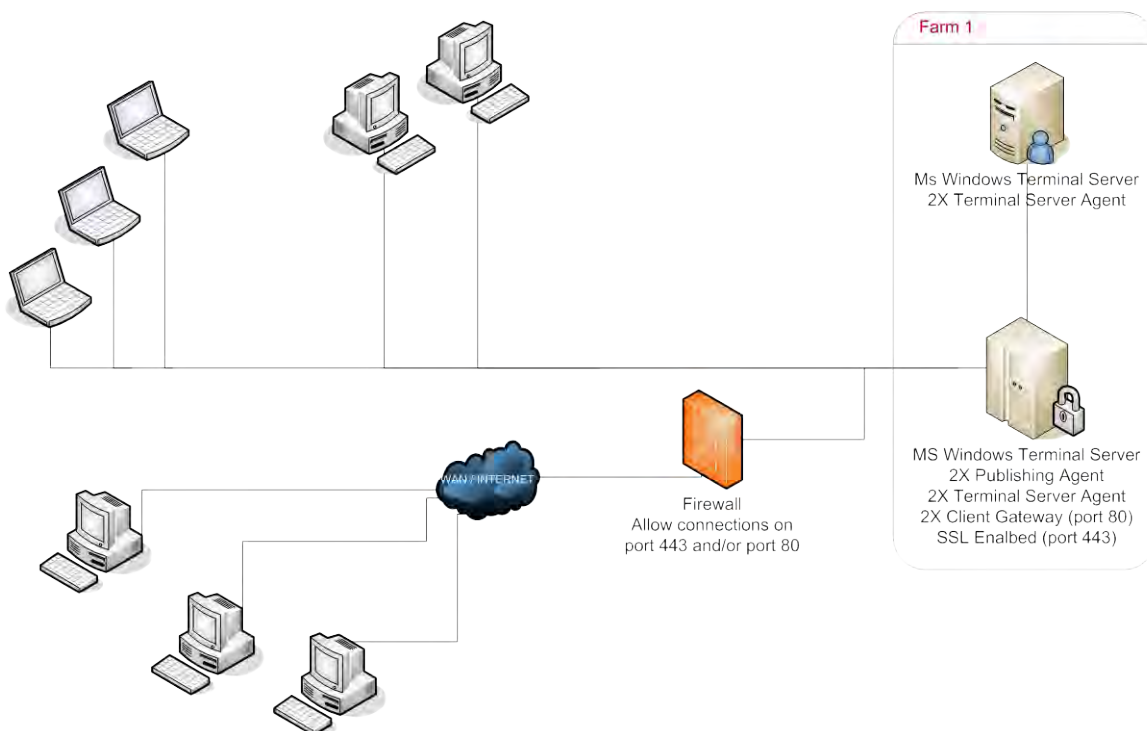 Farm 1
Ms Windows Terminal Server
2X Terminal Server Agent
WAN / INTERNET
Firewall
Allow connections on
port 443 and/or port 80
MS Windows Terminal Server
2X Publishing Agent
2X Terminal Server Agent
2X Client Gateway (port 80)
SSL Enalbed (port 443)